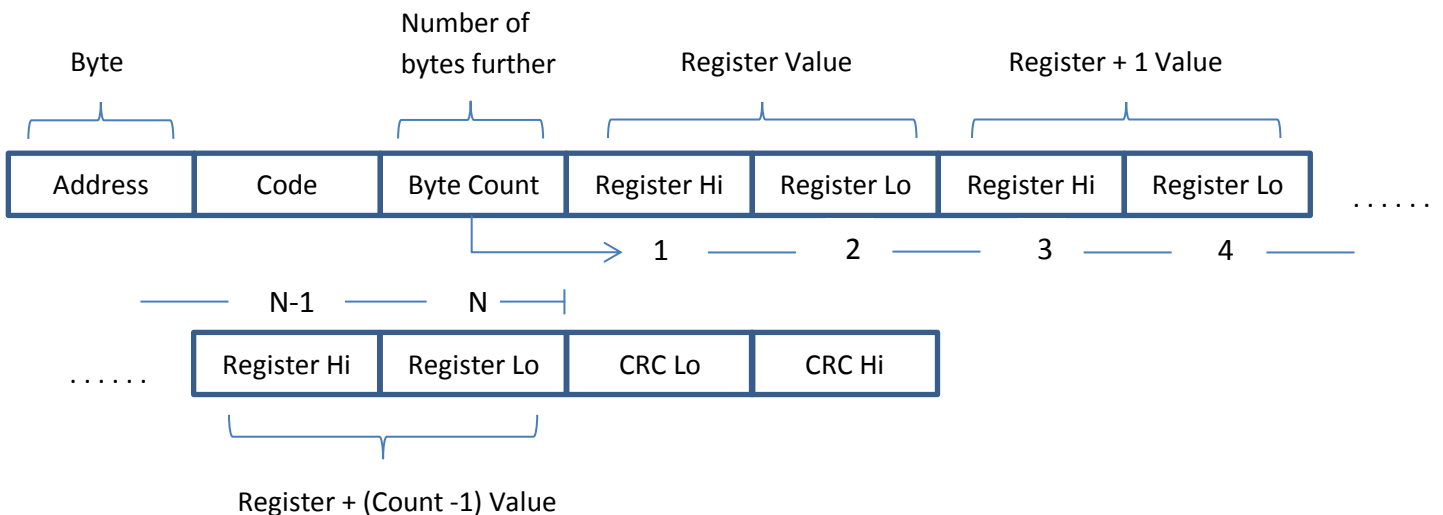 Number of
bytes further
Byte
Register Value
Register + 1 Value
Address Code Byte Count Register Hi Register Lo Register Hi Register Lo . . . . . .
1 2 3 4
N-1 N
. . . . . . Register Hi Register Lo CRC Lo CRC Hi
Register + (Count -1) Value